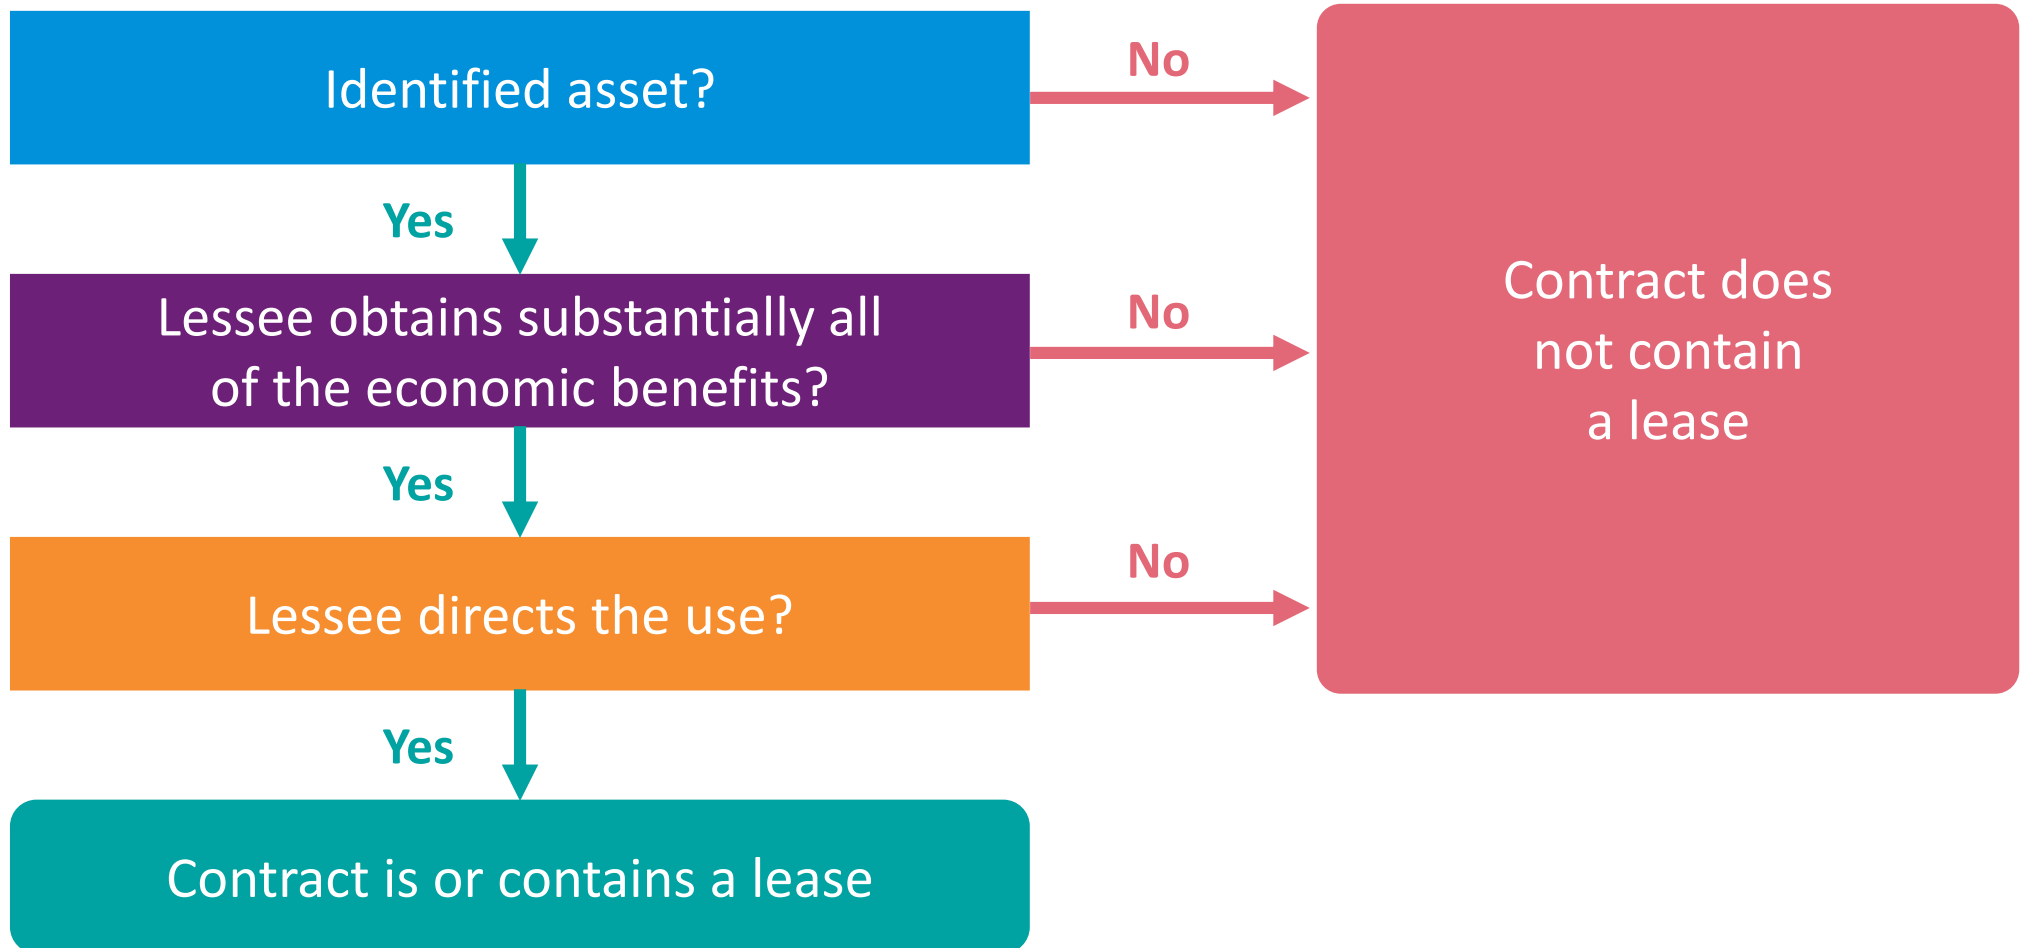 Identified asset?
No
Yes
Lessee obtains substantially all
of the economic benefits?
No
Contract does
not contain
a lease
Yes
Lessee directs the use?
No
Yes
Contract is or contains a lease